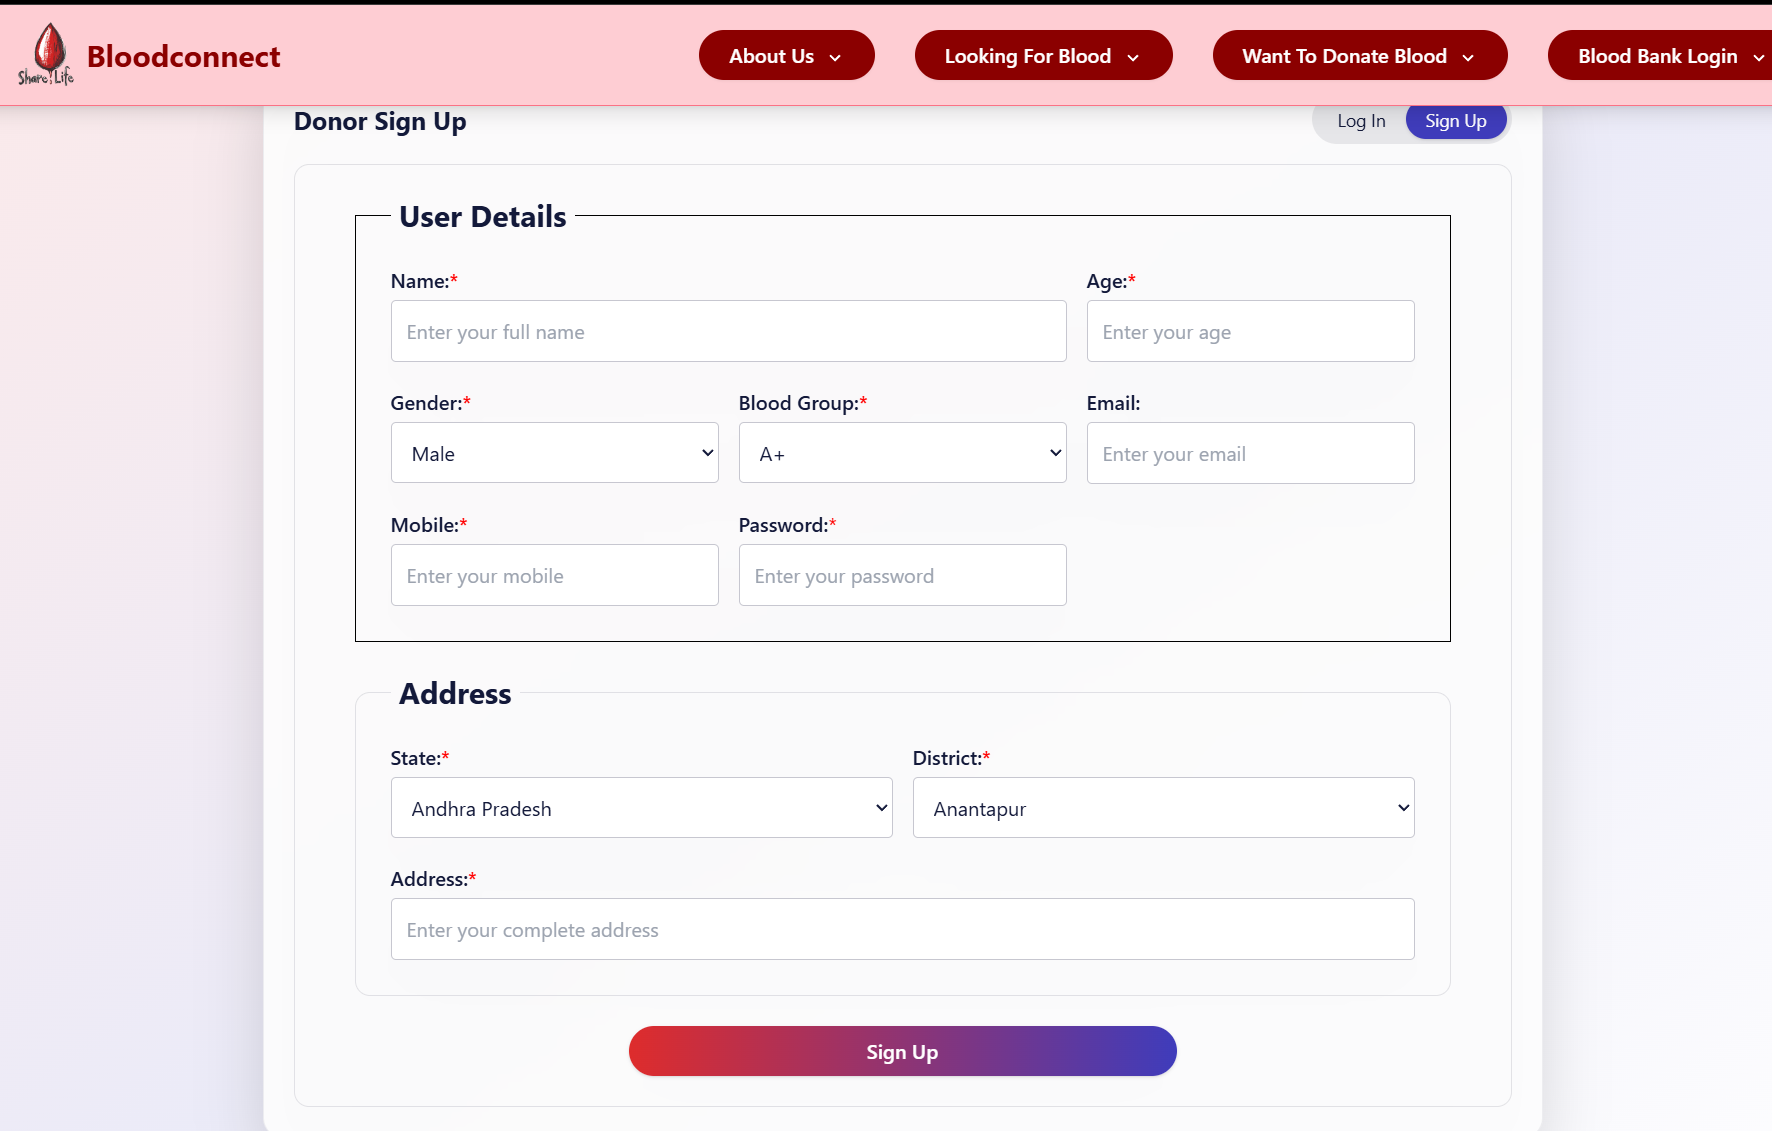 Share Life
Bloodconnect
About Us
Looking For Blood
Want To Donate Blood
Blood Bank Login
Donor Sign Up
Log In
Sign Up
User Details
Name:*
Age:*
Enter your full name
Enter your age
Gender:*
Blood Group:*
Email:
Male
A+
Enter your email
Mobile:*
Password:*
Enter your mobile
Enter your password
Address
State:*
District:*
Andhra Pradesh
Anantapur
Address:*
Enter your complete address
Sign Up